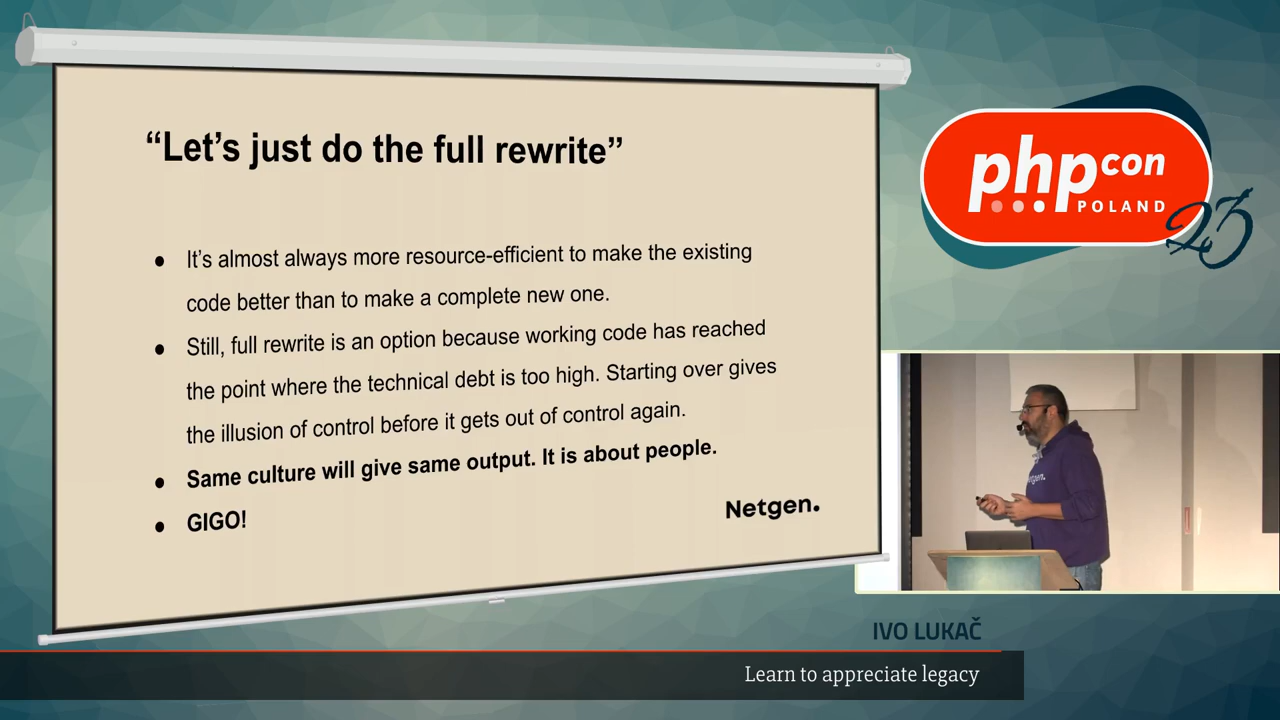 “Let’s just do the full rewrite”
● It’s almost always more resource-efficient to make the existing
code better than to make a complete new one.
● Still, full rewrite is an option because working code has reached
the point where the technical debt is too high. Starting over gives
the illusion of control before it gets out of control again.
● Same culture will give same output. It is about people.
● GIGO!
Netgen.
phpcon
POLAND
23
netgen.
IVO LUKAČ
Learn to appreciate legacy